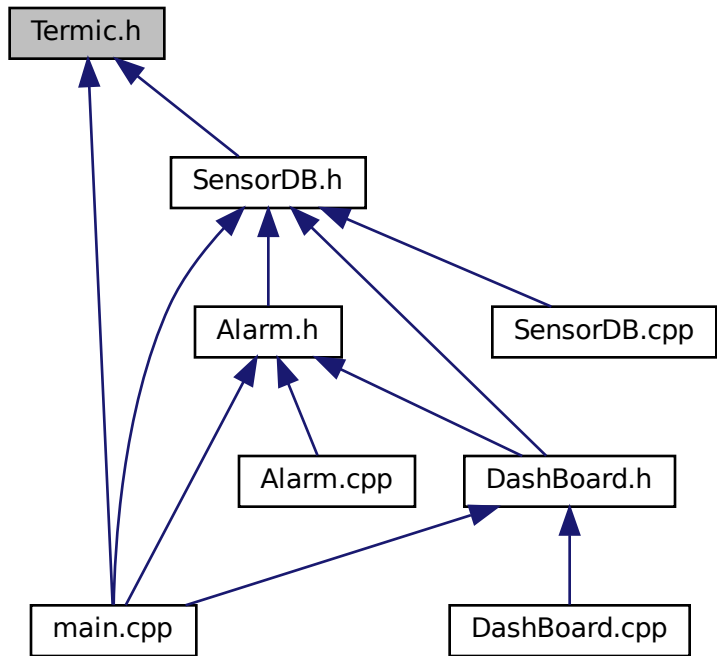 Termic.h
SensorDB.h
Alarm.h
SensorDB.cpp
Alarm.cpp
DashBoard.h
main.cpp
DashBoard.cpp